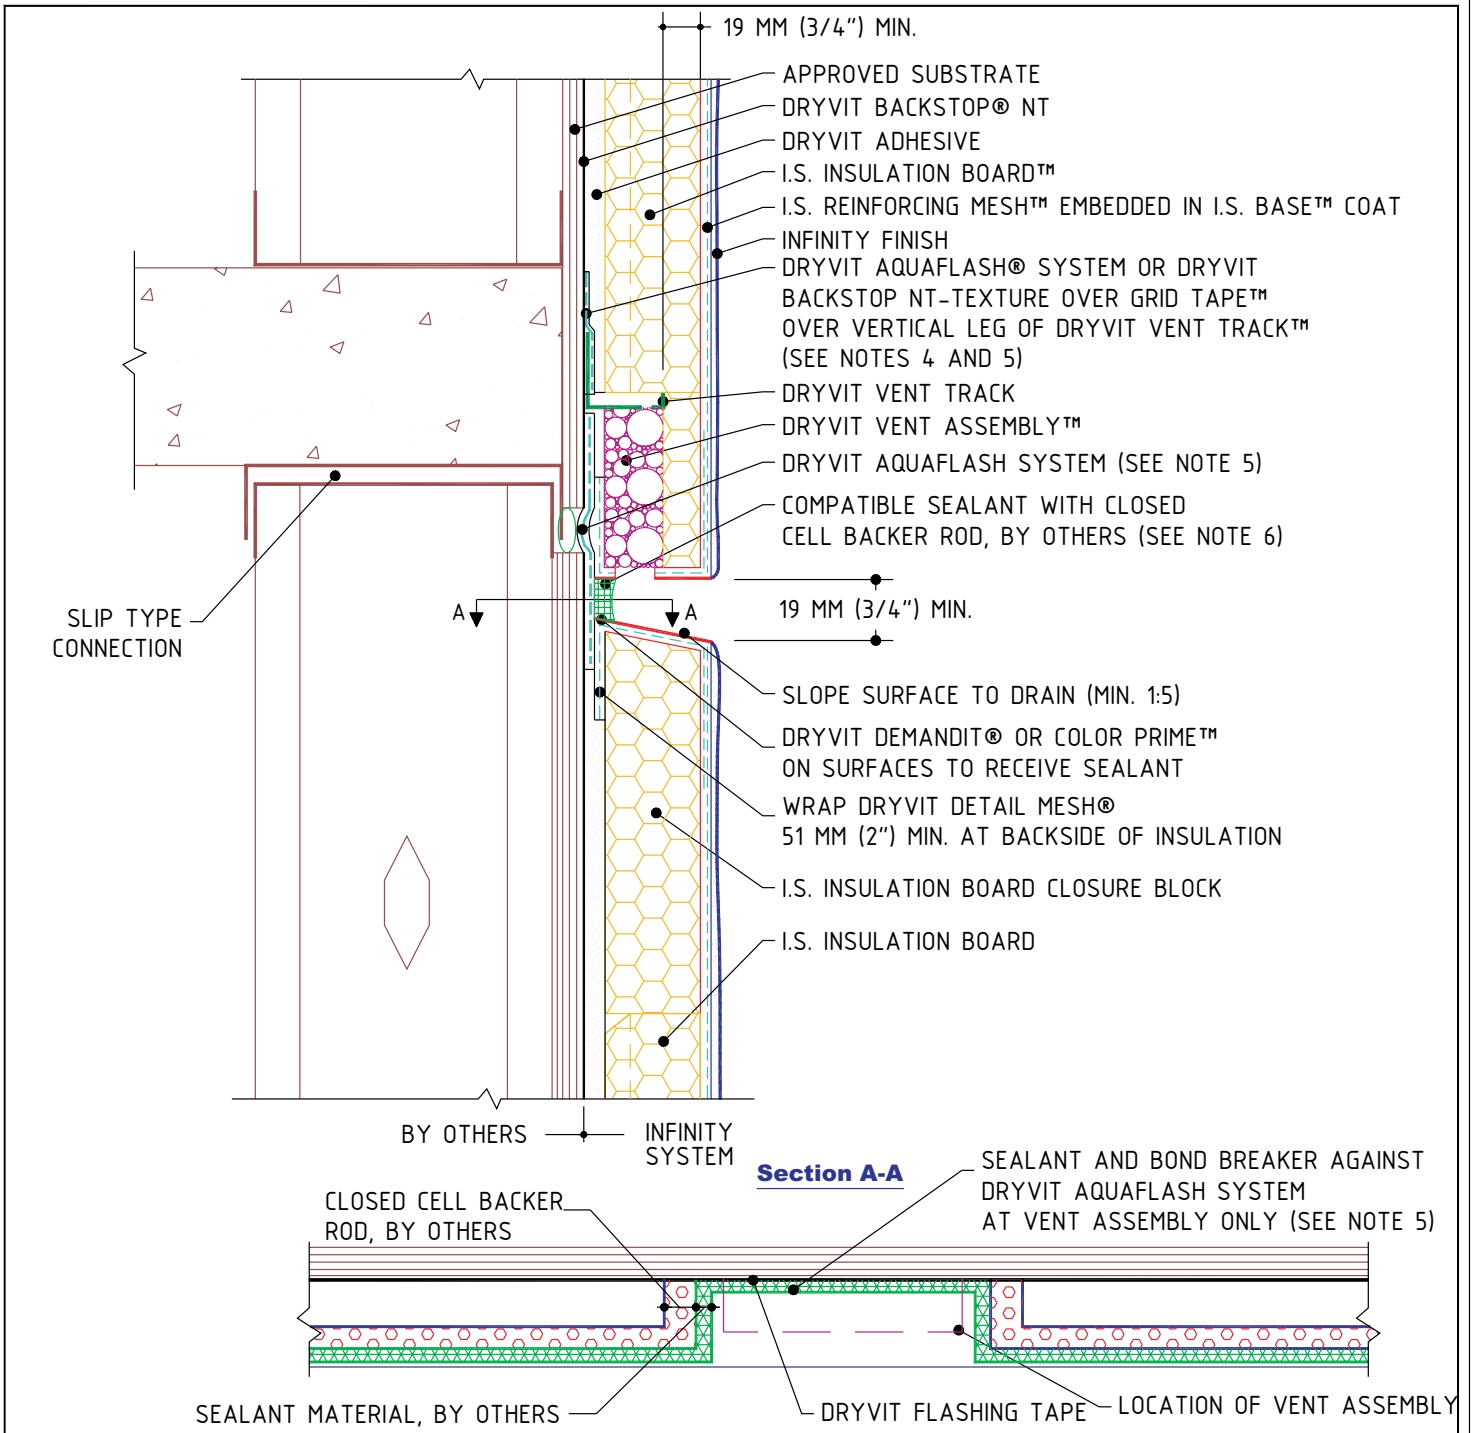 19 MM (3/4") MIN.
APPROVED SUBSTRATE
DRYVIT BACKSTOP® NT
DRYVIT ADHESIVE
I.S. INSULATION BOARD™
I.S. REINFORCING MESH™ EMBEDDED IN I.S. BASE™ COAT
INFINITY FINISH
DRYVIT AQUAFLASH® SYSTEM OR DRYVIT
BACKSTOP NT-TEXTURE OVER GRID TAPE™
OVER VERTICAL LEG OF DRYVIT VENT TRACK™
(SEE NOTES 4 AND 5)
DRYVIT VENT TRACK
DRYVIT VENT ASSEMBLY™
DRYVIT AQUAFLASH SYSTEM (SEE NOTE 5)
COMPATIBLE SEALANT WITH CLOSED
CELL BACKER ROD, BY OTHERS (SEE NOTE 6)
19 MM (3/4") MIN.
A
A
SLIP TYPE
CONNECTION
SLOPE SURFACE TO DRAIN (MIN. 1:5)
DRYVIT DEMANDIT® OR COLOR PRIME™
ON SURFACES TO RECEIVE SEALANT
WRAP DRYVIT DETAIL MESH®
51 MM (2") MIN. AT BACKSIDE OF INSULATION
I.S. INSULATION BOARD CLOSURE BLOCK
I.S. INSULATION BOARD
BY OTHERS
INFINITY
SYSTEM
Section A-A
SEALANT AND BOND BREAKER AGAINST
DRYVIT AQUAFLASH SYSTEM
AT VENT ASSEMBLY ONLY (SEE NOTE 5)
CLOSED CELL BACKER
ROD, BY OTHERS
SEALANT MATERIAL, BY OTHERS
DRYVIT FLASHING TAPE
LOCATION OF VENT ASSEMBLY